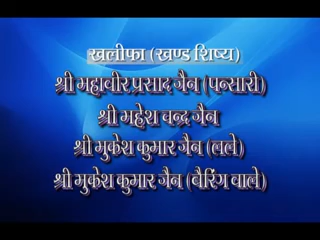 खलीफा (खण्ड शिष्य)
श्री महावीर प्रसाद जैन (पन्सारी)
श्री महेश चन्द्र जैन
श्री मुकेश कुमार जैन (लले)
श्री मुकेश कुमार जैन (वैरिंग वाले)